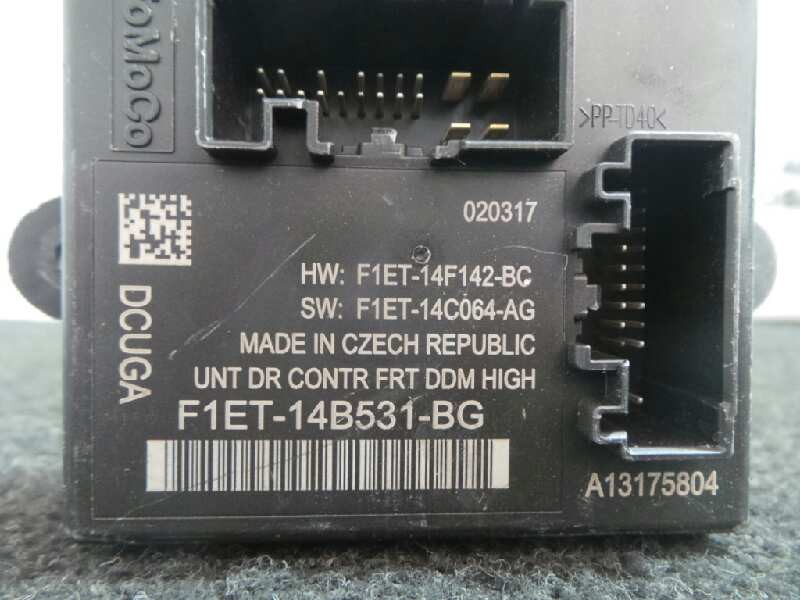 FoMoCo
>PP-TD40<
020317
HW: F1ET-14F142-BC
SW: F1ET-14C064-AG
MADE IN CZECH REPUBLIC
UNT DR CONTR FRT DDM HIGH
F1ET-14B531-BG
DCUGA
A13175804